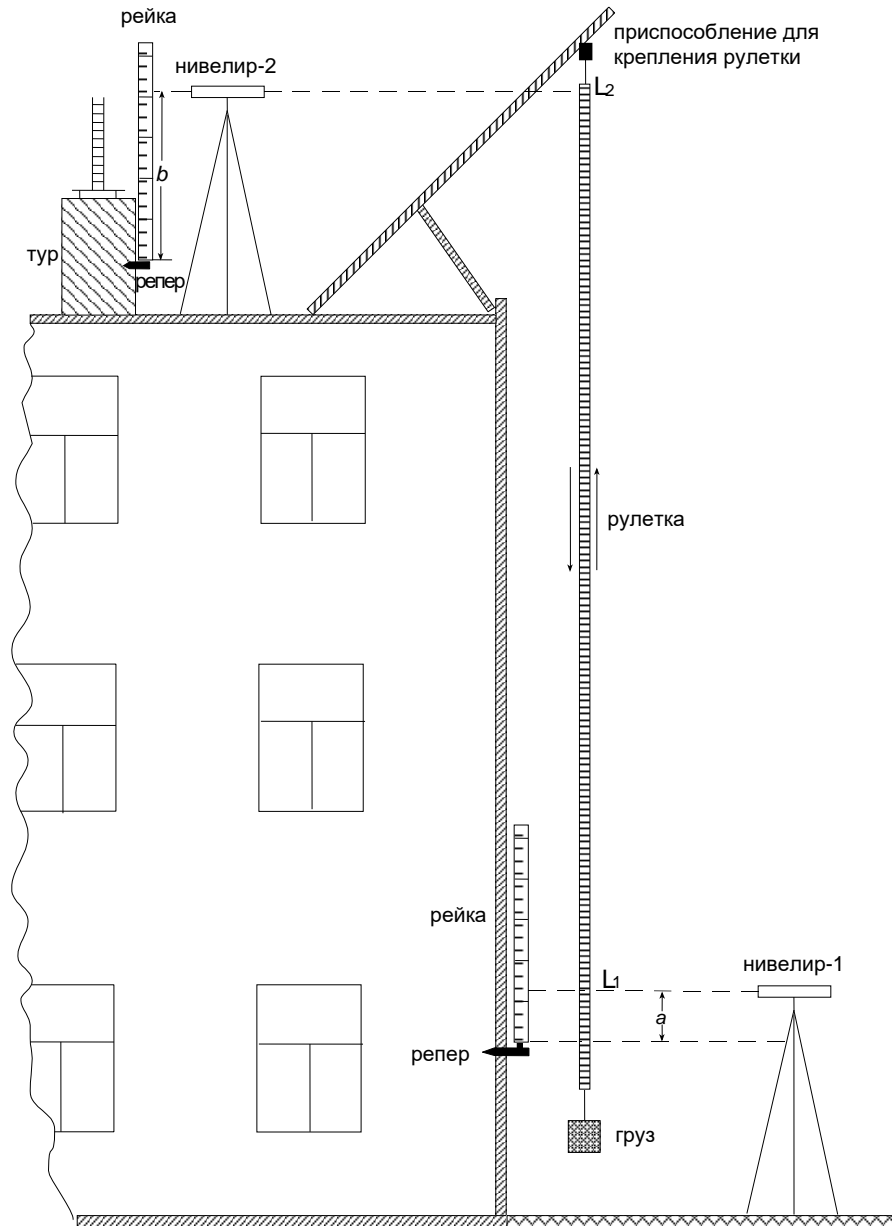 рейка
приспособление для
крепления рулетки
нивелир-2
L2
b
тур
репер
рулетка
рейка
L1
нивелир-1
a
репер
груз